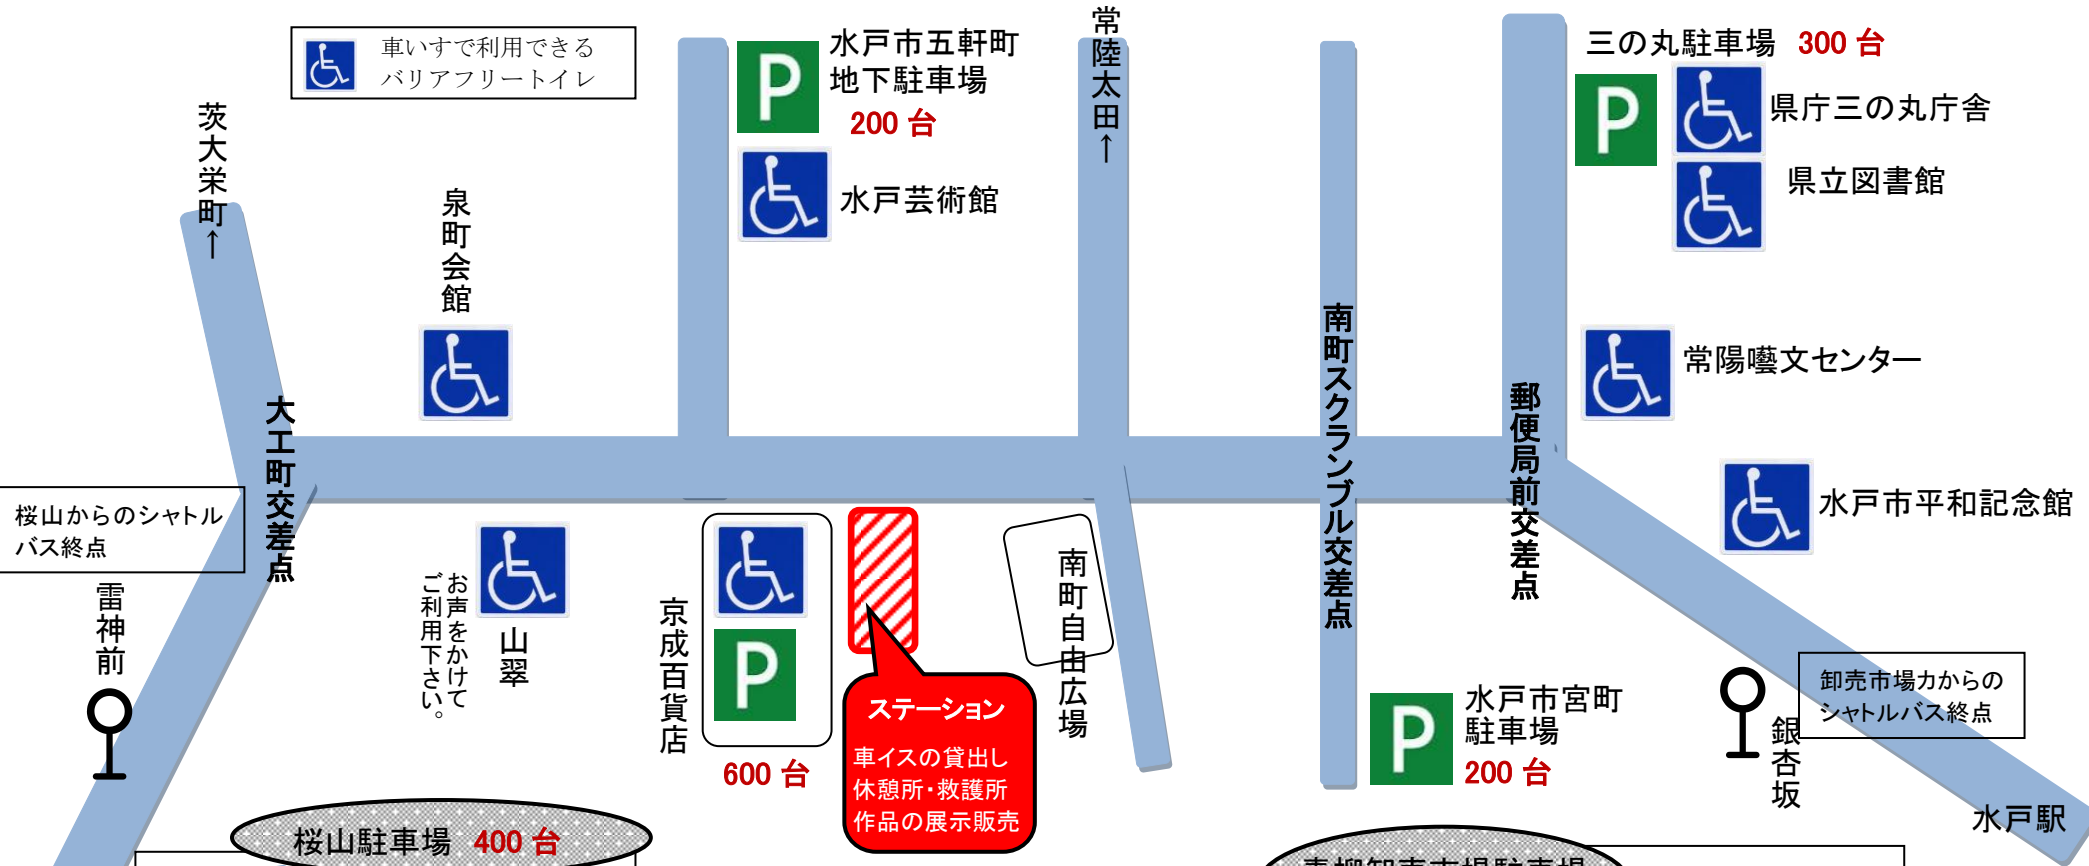 車いすで利用できる
バリアフリートイレ
茨大栄町→
泉町会館
P
水戸市五軒町
地下駐車場
200 台
水戸芸術館
常陸太田→
三の丸駐車場 300 台
P
県庁三の丸庁舎
県立図書館
常陽嚥文センター
水戸市平和記念館
大工町交差点
南町スクランブル交差点
郵便局前交差点
桜山からのシャトル
バス終点
雷神前
お声をかけて
ご利用下さい。
山翠
京成百貨店
P
600 台
ステーション
車イスの貸出し
休憩所・救護所
作品の展示販売
南町自由広場
P
水戸市宮町
駐車場
200 台
卸売市場カからの
シャトルバス終点
銀杏坂
水戸駅
桜山駐車場 400 台